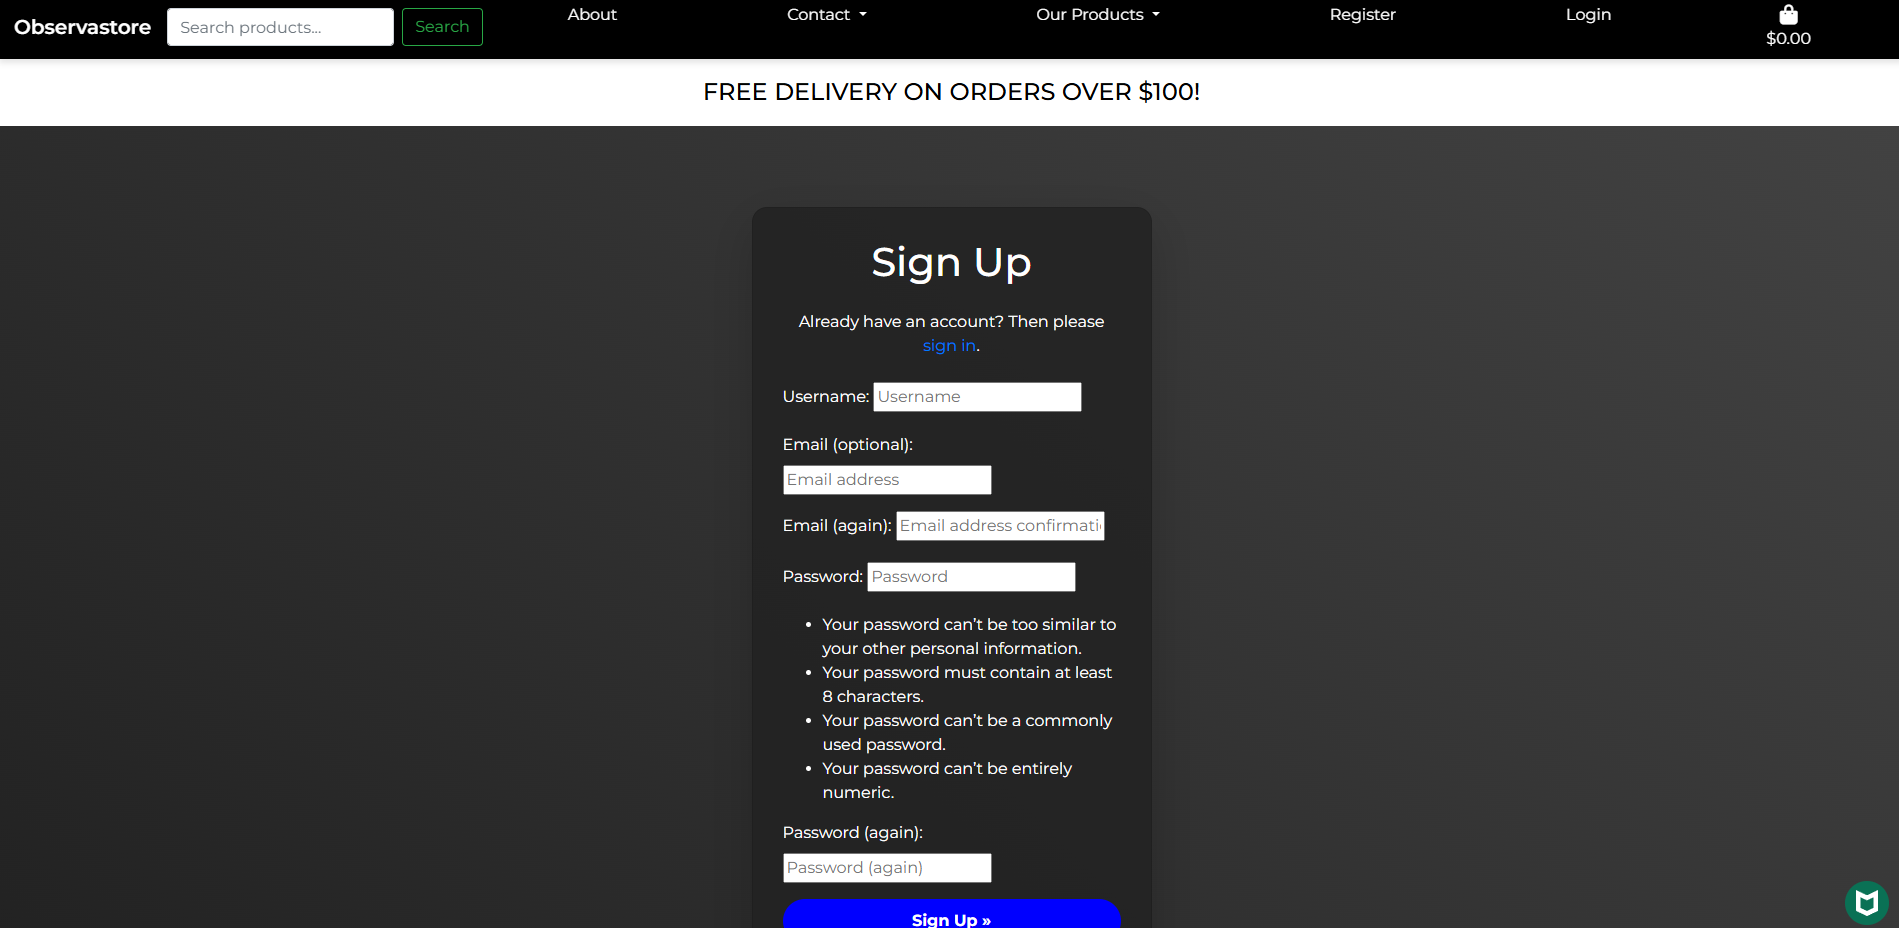 Observastore
Search products...
Search
About
Contact
Our Products
Register
Login
$0.00
FREE DELIVERY ON ORDERS OVER $100!
Sign Up
Already have an account? Then please
sign in.
Username: Username
Email (optional):
Email address
Email (again): Email address confirmati
Password: Password
• Your password can’t be too similar to
your other personal information.
• Your password must contain at least
8 characters.
• Your password can’t be a commonly
used password.
• Your password can’t be entirely
numeric.
Password (again):
Password (again)
Sign Up »